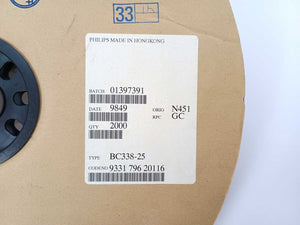 33
PHILIPS MADE IN HONGKONG
BATCH 01397391
DATE 9849 ORIG N451
QTY 2000 RPC GC
TYPE BC338-25
CODENO 9331 796 20116